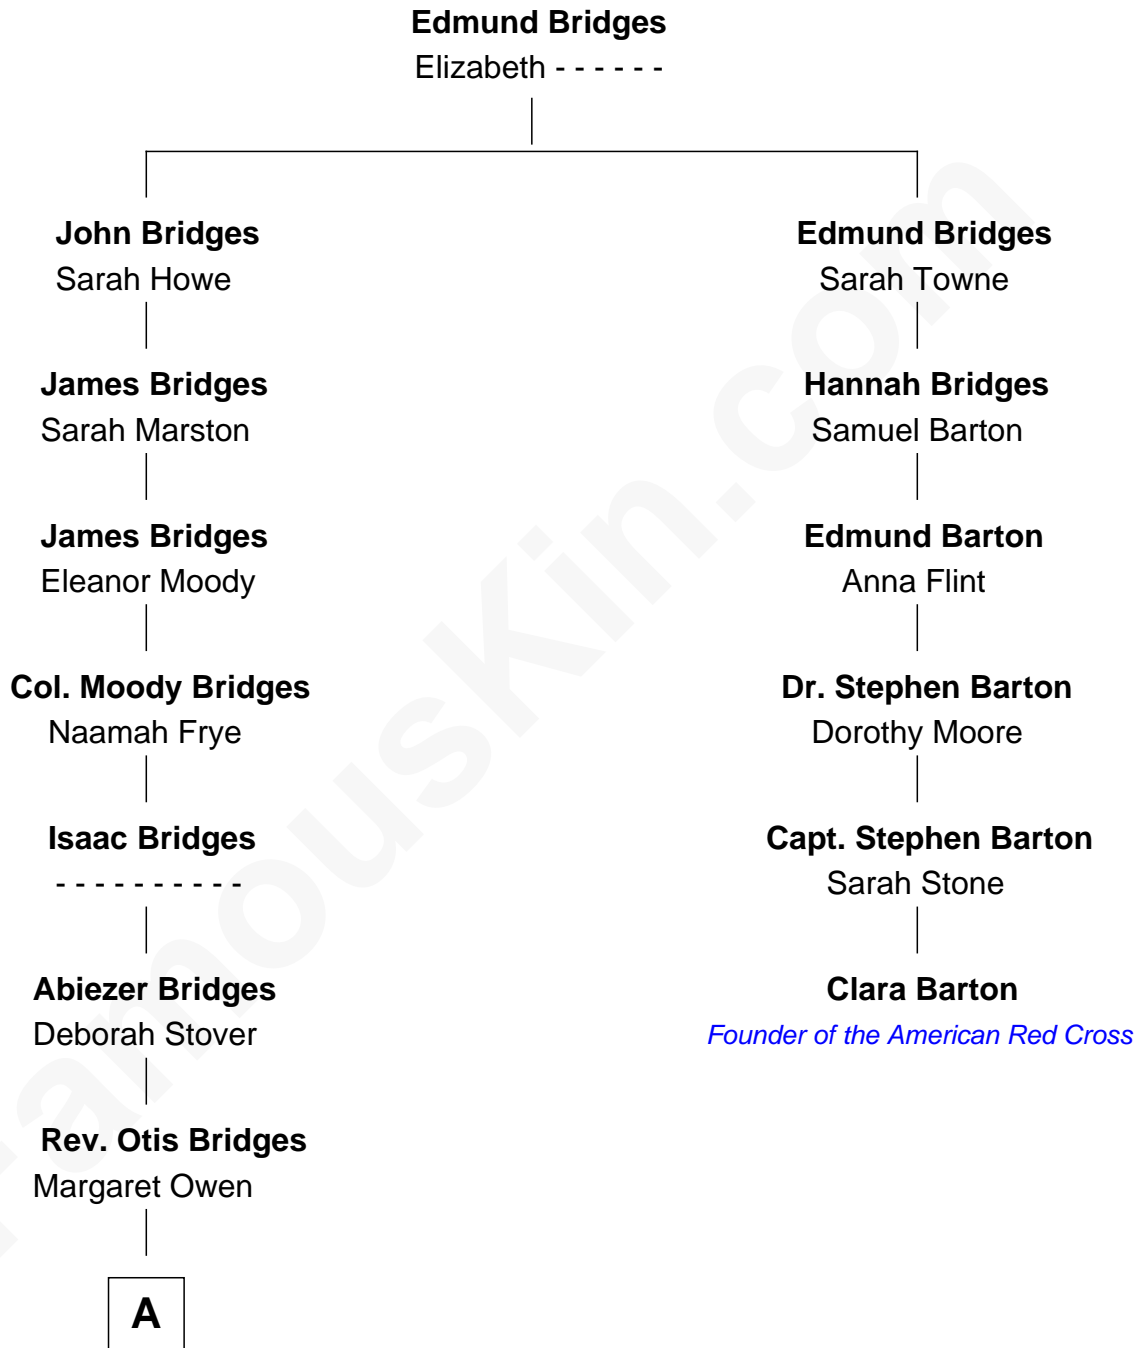 Edmund Bridges
Elizabeth - - - - - -
John Bridges
Sarah Howe
Edmund Bridges
Sarah Towne
James Bridges
Sarah Marston
Hannah Bridges
Samuel Barton
James Bridges
Eleanor Moody
Edmund Barton
Anna Flint
Col. Moody Bridges
Naamah Frye
Dr. Stephen Barton
Dorothy Moore
Isaac Bridges
- - - - - - - - - -
Capt. Stephen Barton
Sarah Stone
Abiezer Bridges
Deborah Stover
Clara Barton
Founder of the American Red Cross
Rev. Otis Bridges
Margaret Owen
A
FamousKin.com